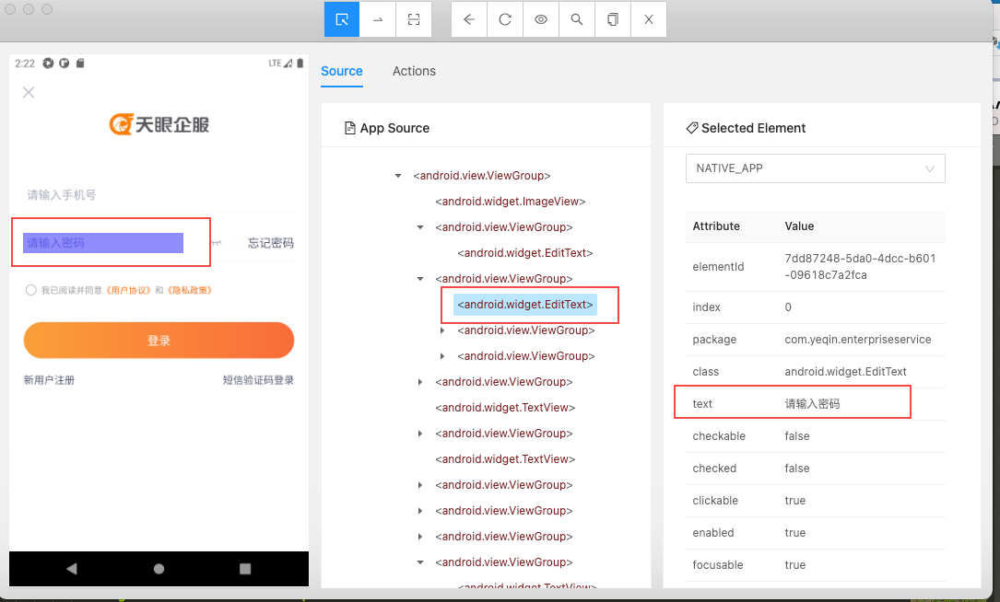 Source
Actions
2:22
LTE
天眼企服
请输入手机号
请输入密码
忘记密码
我已阅读并同意《用户协议》和《隐私政策》
登录
新用户注册
短信验证码登录
App Source
<android.view.ViewGroup>
<android.widget.ImageView>
<android.view.ViewGroup>
<android.widget.EditText>
<android.view.ViewGroup>
<android.widget.EditText>
<android.view.ViewGroup>
<android.view.ViewGroup>
<android.view.ViewGroup>
<android.widget.TextView>
<android.view.ViewGroup>
<android.widget.TextView>
<android.view.ViewGroup>
<android.view.ViewGroup>
<android.view.ViewGroup>
<android.view.ViewGroup>
<android.widget.TextView>
Selected Element
NATIVE_APP
Attribute Value
elementId 7dd87248-5da0-4dcc-b601
-09618c7a2fca
index 0
package com.yeqin.enterpriseservice
class android.widget.EditText
text 请输入密码
checkable false
checked false
clickable true
enabled true
focusable true